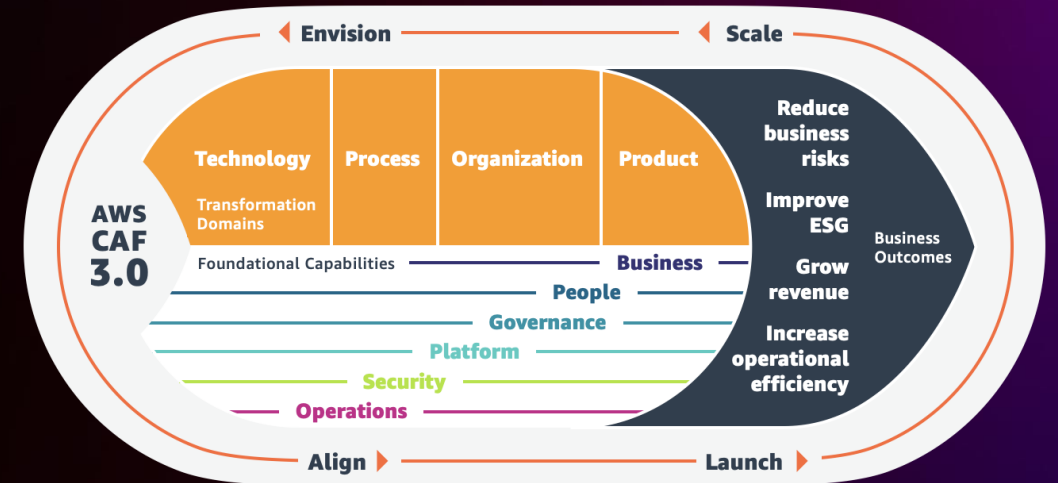 Envision
Scale
AWS
CAF
3.0
Technology
Process
Organization
Product
Transformation
Domains
Foundational Capabilities
Business
People
Governance
Platform
Security
Operations
Reduce
business
risks
Improve
ESG
Grow
revenue
Increase
operational
efficiency
Business
Outcomes
Align
Launch